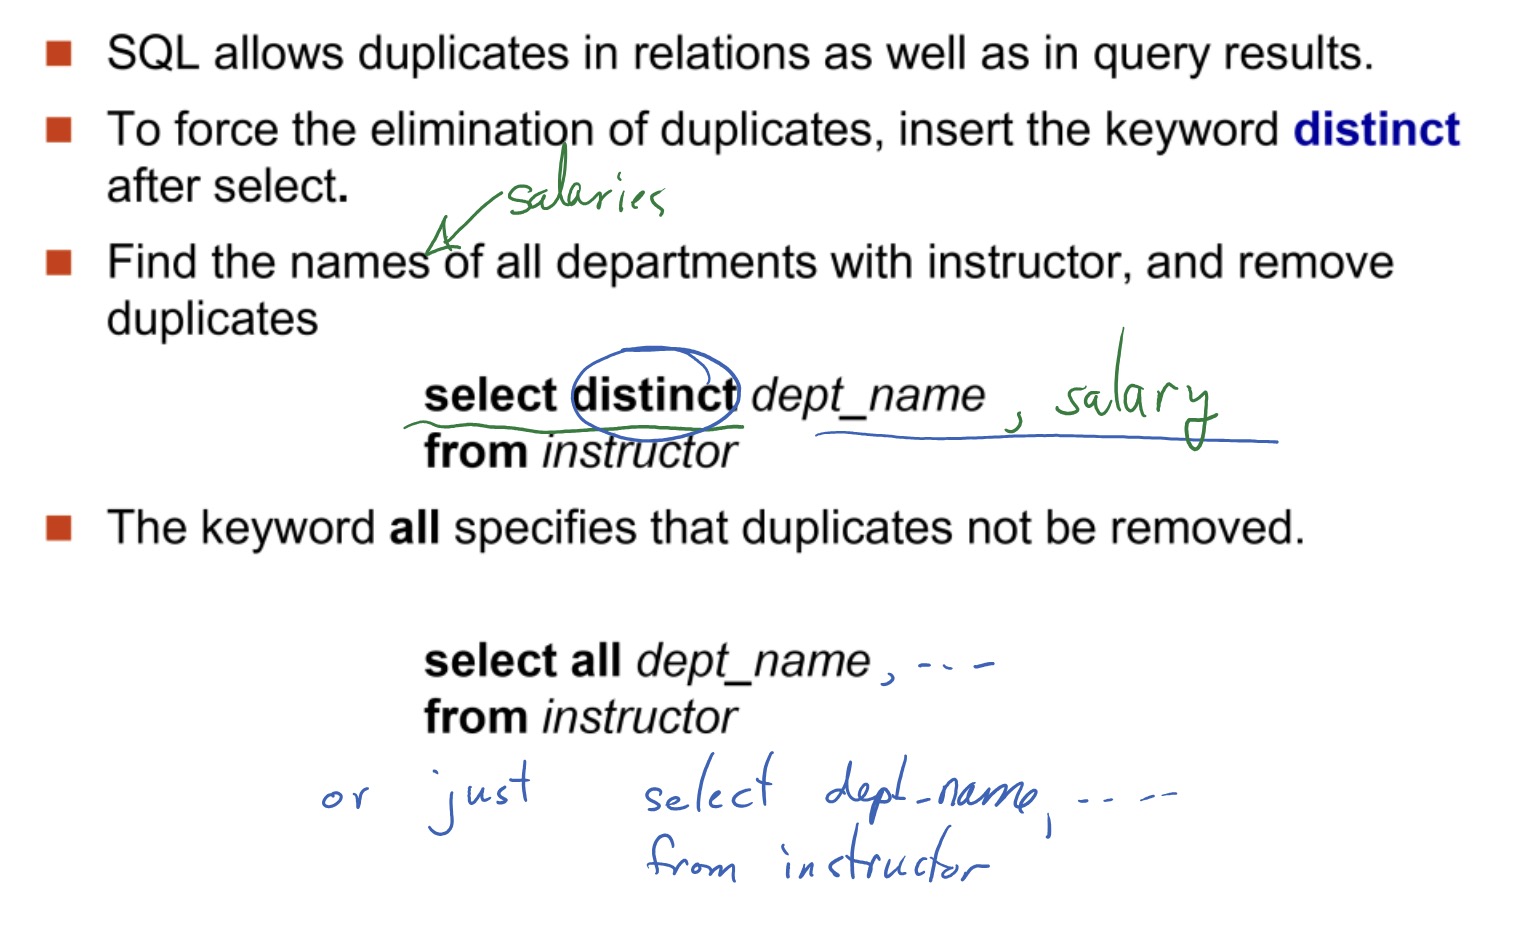 SQL allows duplicates in relations as well as in query results.
To force the elimination of duplicates, insert the keyword distinct
after select.
salaries
Find the names of all departments with instructor, and remove
duplicates
select distinct dept_name , salary
from instructor
The keyword all specifies that duplicates not be removed.
select all dept_name , ---
from instructor
or just select dept_name, ----
from instructor